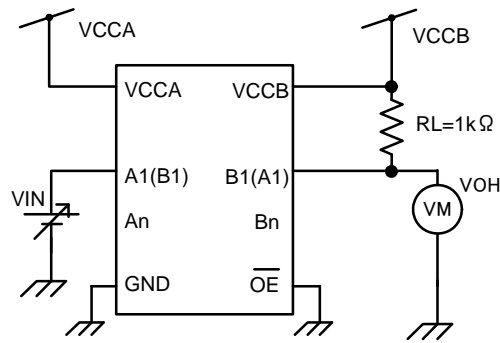 VCCA
VCCB
VCCA
VCCB
RL=1kΩ
A1(B1)
B1(A1)
VIN
VOH
VM
An
Bn
GND
OE